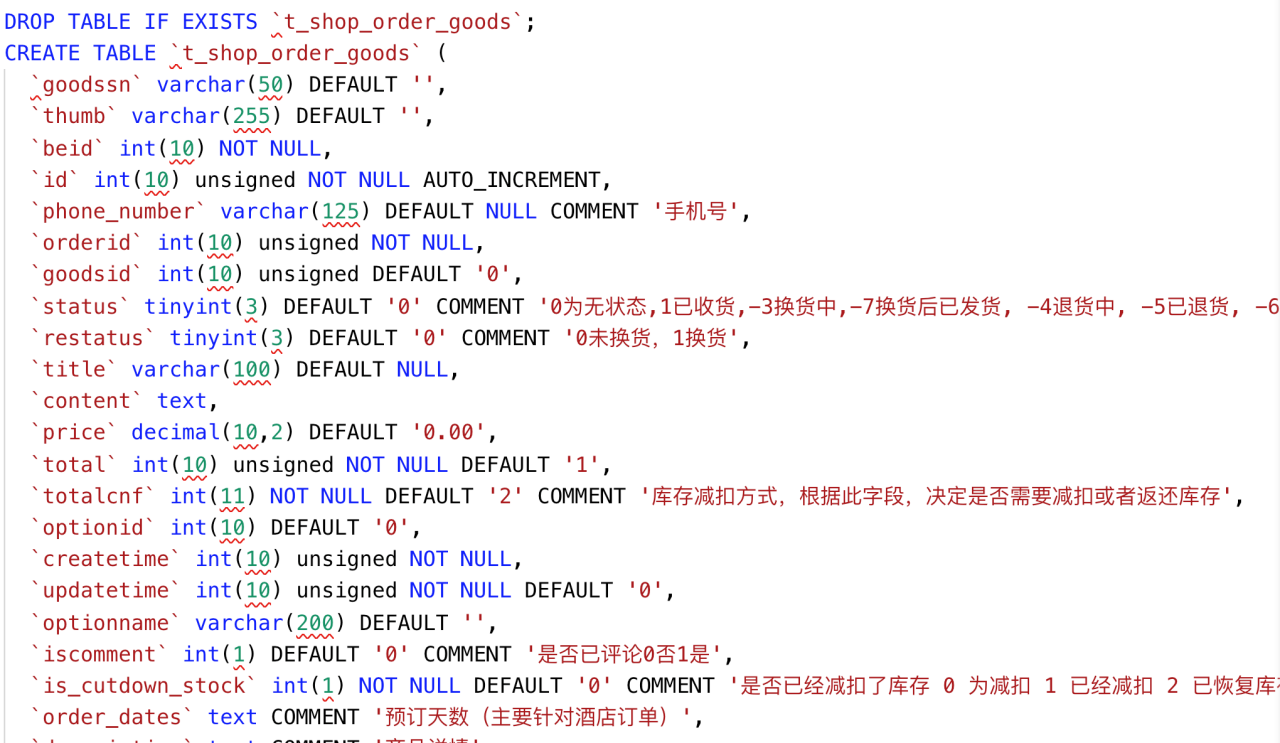 DROP TABLE IF EXISTS `t_shop_order_goods`;
CREATE TABLE `t_shop_order_goods` (
`goodssn` varchar(50) DEFAULT '',
`thumb` varchar(255) DEFAULT '',
`beid` int(10) NOT NULL,
`id` int(10) unsigned NOT NULL AUTO_INCREMENT,
`phone_number` varchar(125) DEFAULT NULL COMMENT '手机号',
`orderid` int(10) unsigned NOT NULL,
`goodsid` int(10) unsigned DEFAULT '0',
`status` tinyint(3) DEFAULT '0' COMMENT '0为无状态,1已收货,-3换货中,-7换货后已发货, -4退货中, -5已退货, -6
`restatus` tinyint(3) DEFAULT '0' COMMENT '0未换货，1换货',
`title` varchar(100) DEFAULT NULL,
`content` text,
`price` decimal(10,2) DEFAULT '0.00',
`total` int(10) unsigned NOT NULL DEFAULT '1',
`totalcnf` int(11) NOT NULL DEFAULT '2' COMMENT '库存减扣方式，根据此字段，决定是否需要减扣或者返还库存',
`optionid` int(10) DEFAULT '0',
`createtime` int(10) unsigned NOT NULL,
`updatetime` int(10) unsigned NOT NULL DEFAULT '0',
`optionname` varchar(200) DEFAULT '',
`iscomment` int(1) DEFAULT '0' COMMENT '是否已评论0否1是',
`is_cutdown_stock` int(1) NOT NULL DEFAULT '0' COMMENT '是否已经减扣了库存 0 为减扣 1 已经减扣 2 已恢复库
`order_dates` text COMMENT '预订天数（主要针对酒店订单）',